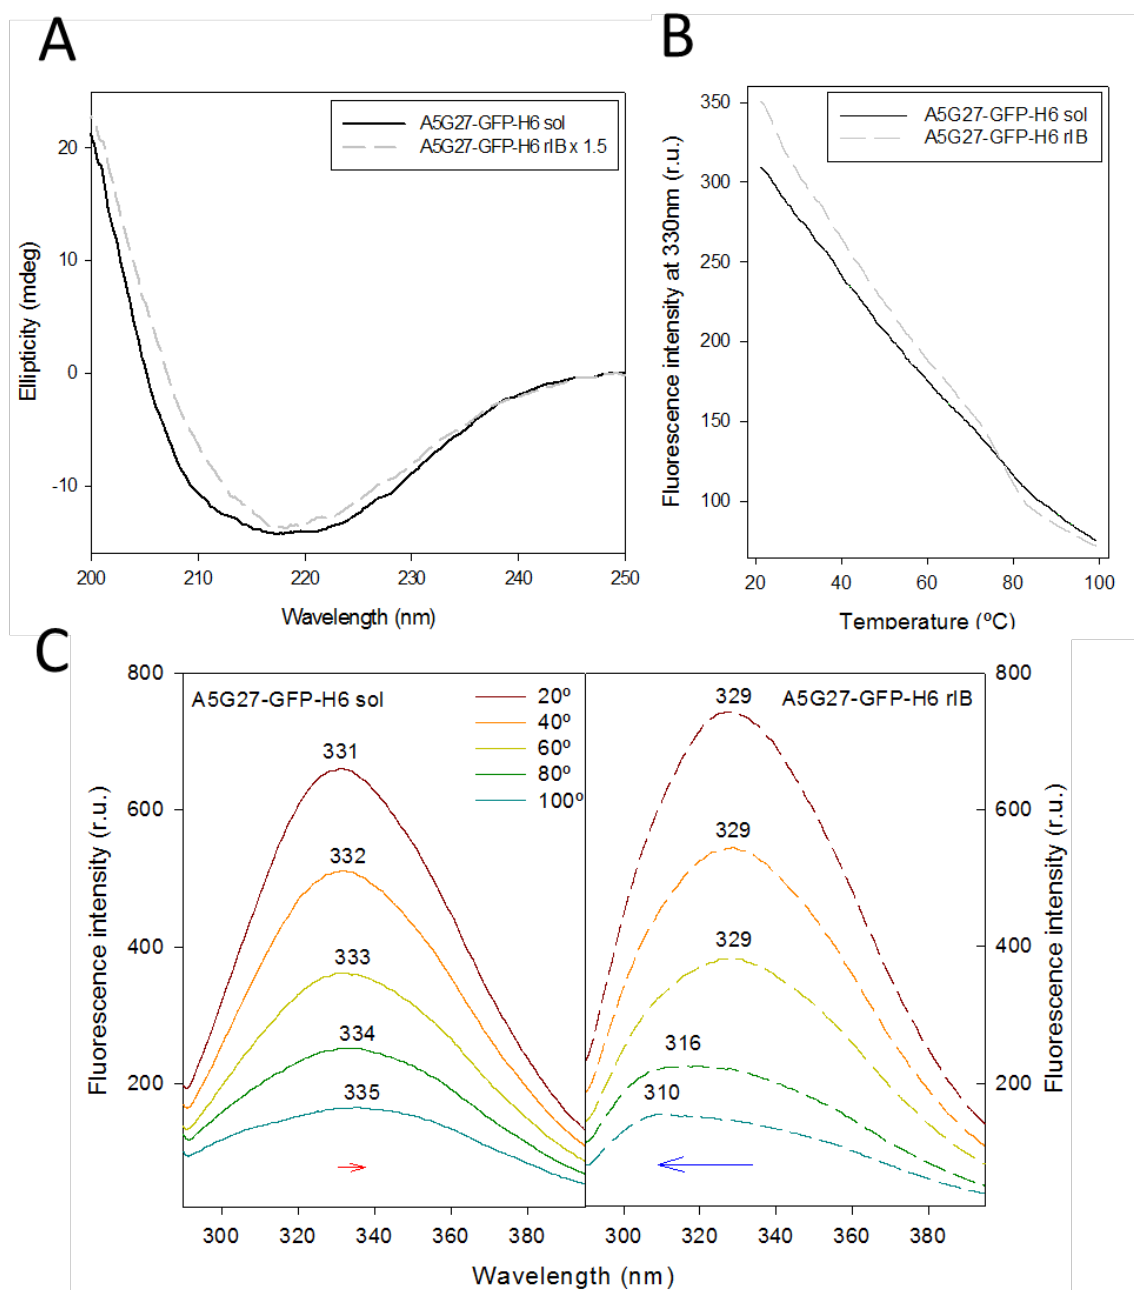 A
B
A5G27-GFP-H6 sol
A5G27-GFP-H6 rIB x 1.5
20
10
0
-10
Ellipticity (mdeg)
200
210
220
230
240
250
Wavelength (nm)
A5G27-GFP-H6 sol
A5G27-GFP-H6 rIB
350
300
250
200
150
100
Fluorescence intensity at 330nm (r.u.)
20
40
60
80
100
Temperature (ºC)
C
800
600
400
200
Fluorescence intensity (r.u.)
A5G27-GFP-H6 sol
20º
40º
60º
80º
100º
331
332
333
334
335
300
320
340
360
380
A5G27-GFP-H6 rIB
329
329
329
316
310
300
320
340
360
380
800
600
400
200
Fluorescence intensity (r.u.)
Wavelength (nm)